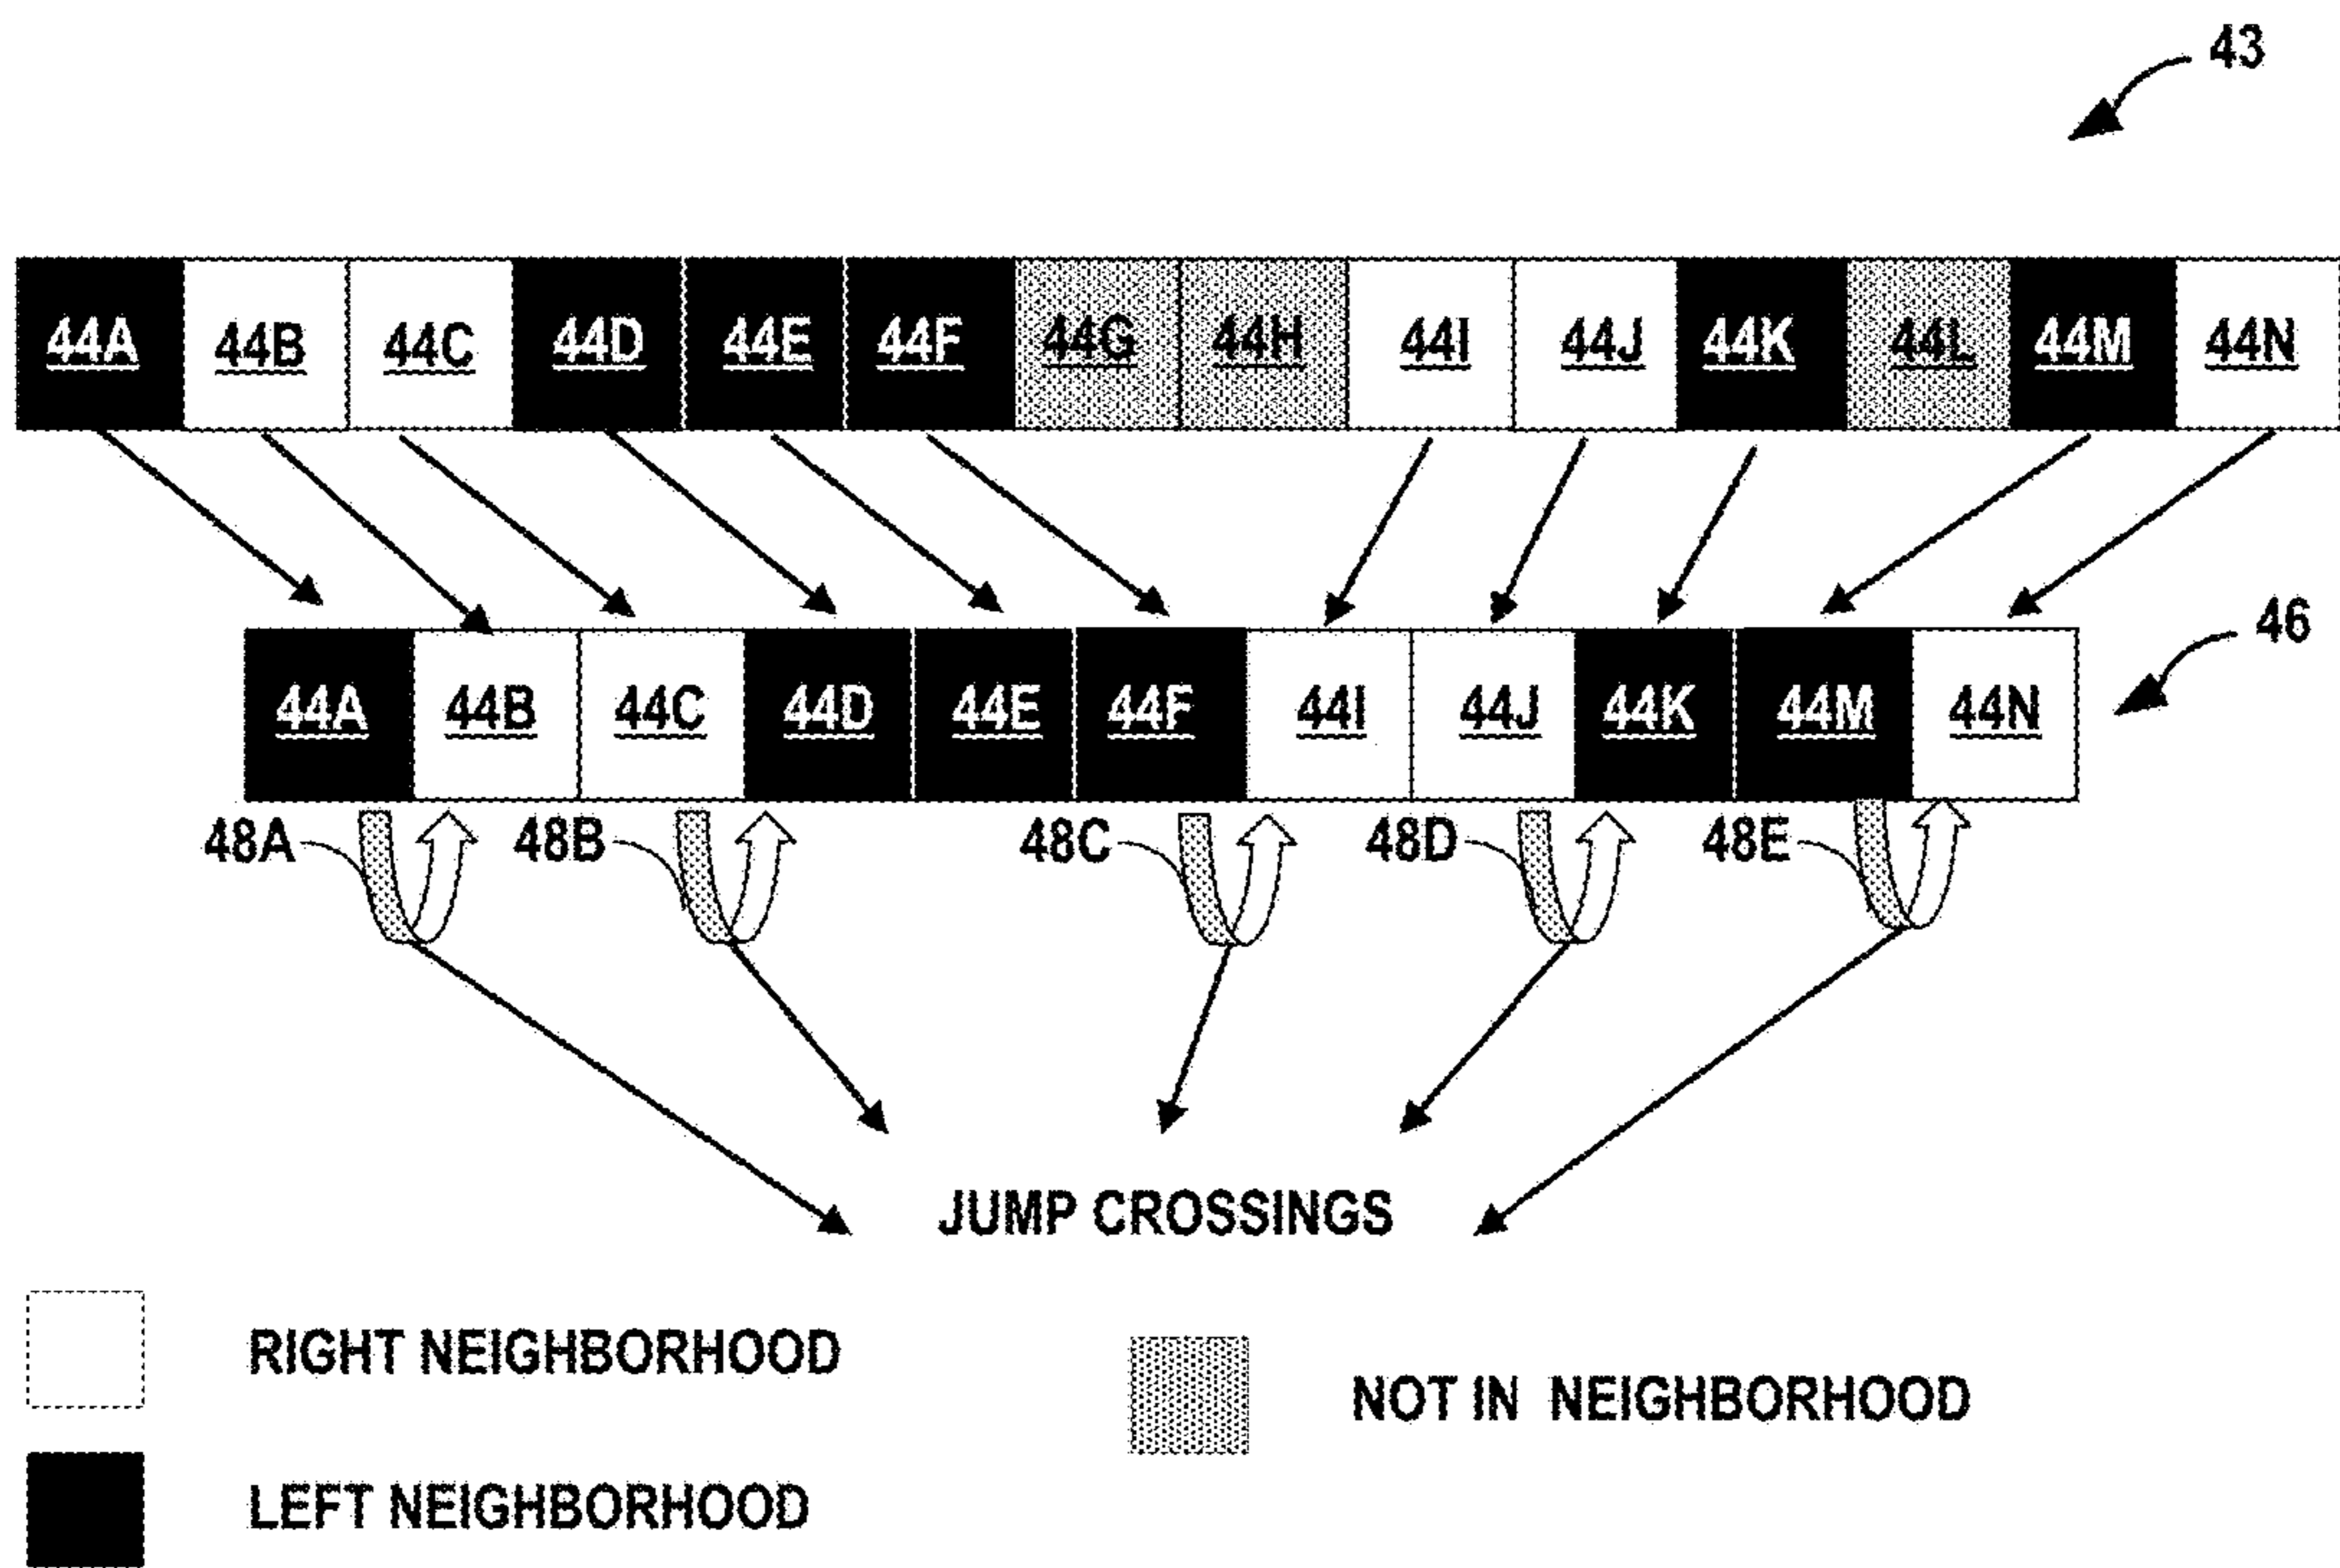 43
44A 44B 44C 44D 44E 44F 44G 44H 44I 44J 44K 44L 44M 44N
46
44A 44B 44C 44D 44E 44F 44I 44J 44K 44M 44N
48A 48B 48C 48D 48E
JUMP CROSSINGS
RIGHT NEIGHBORHOOD
NOT IN NEIGHBORHOOD
LEFT NEIGHBORHOOD